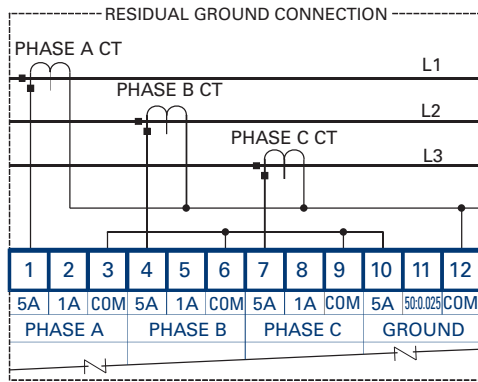 RESIDUAL GROUND CONNECTION
PHASE A CT
L1
PHASE B CT
L2
PHASE C CT
L3
1 2 3 4 5 6 7 8 9 10 11 12
5A 1A COM 5A 1A COM 5A 1A COM 5A 50:0.025 COM
PHASE A PHASE B PHASE C GROUND